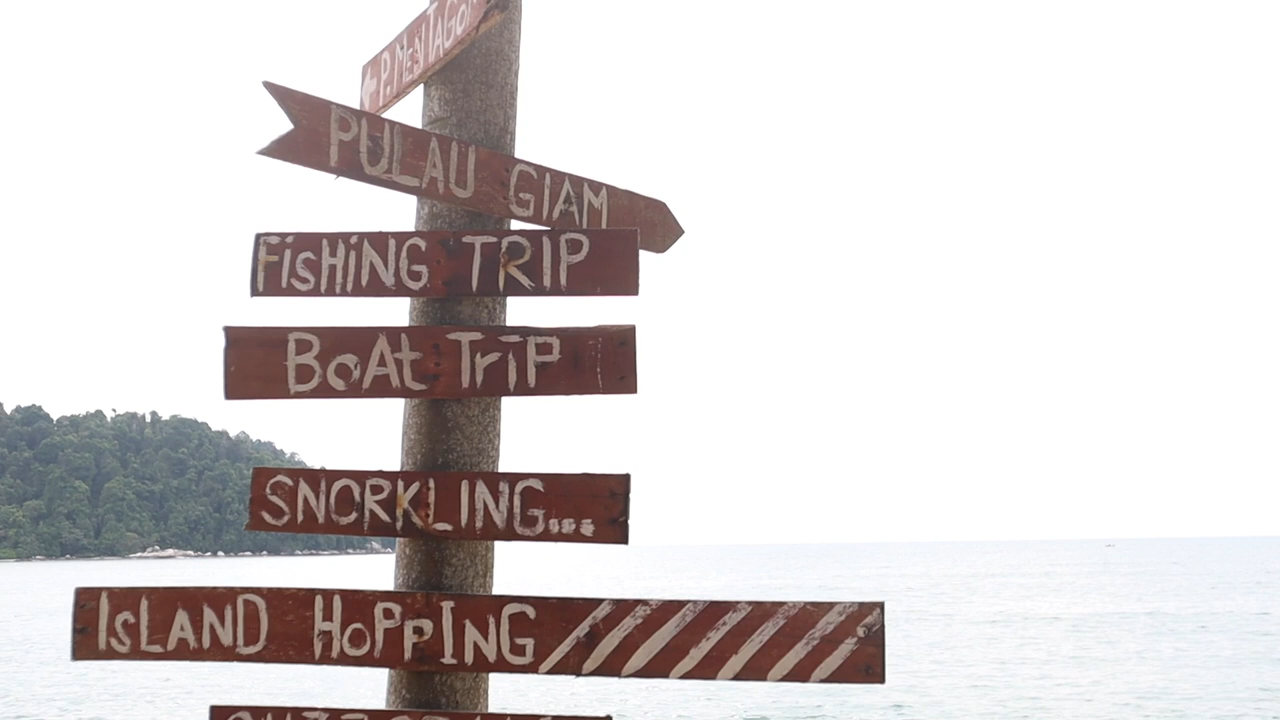 P. MENTAGOR
PULAU GIAM
FiSHiNG TRIP
BoAt TriP
SNORKLING...
ISLAND HoPPING